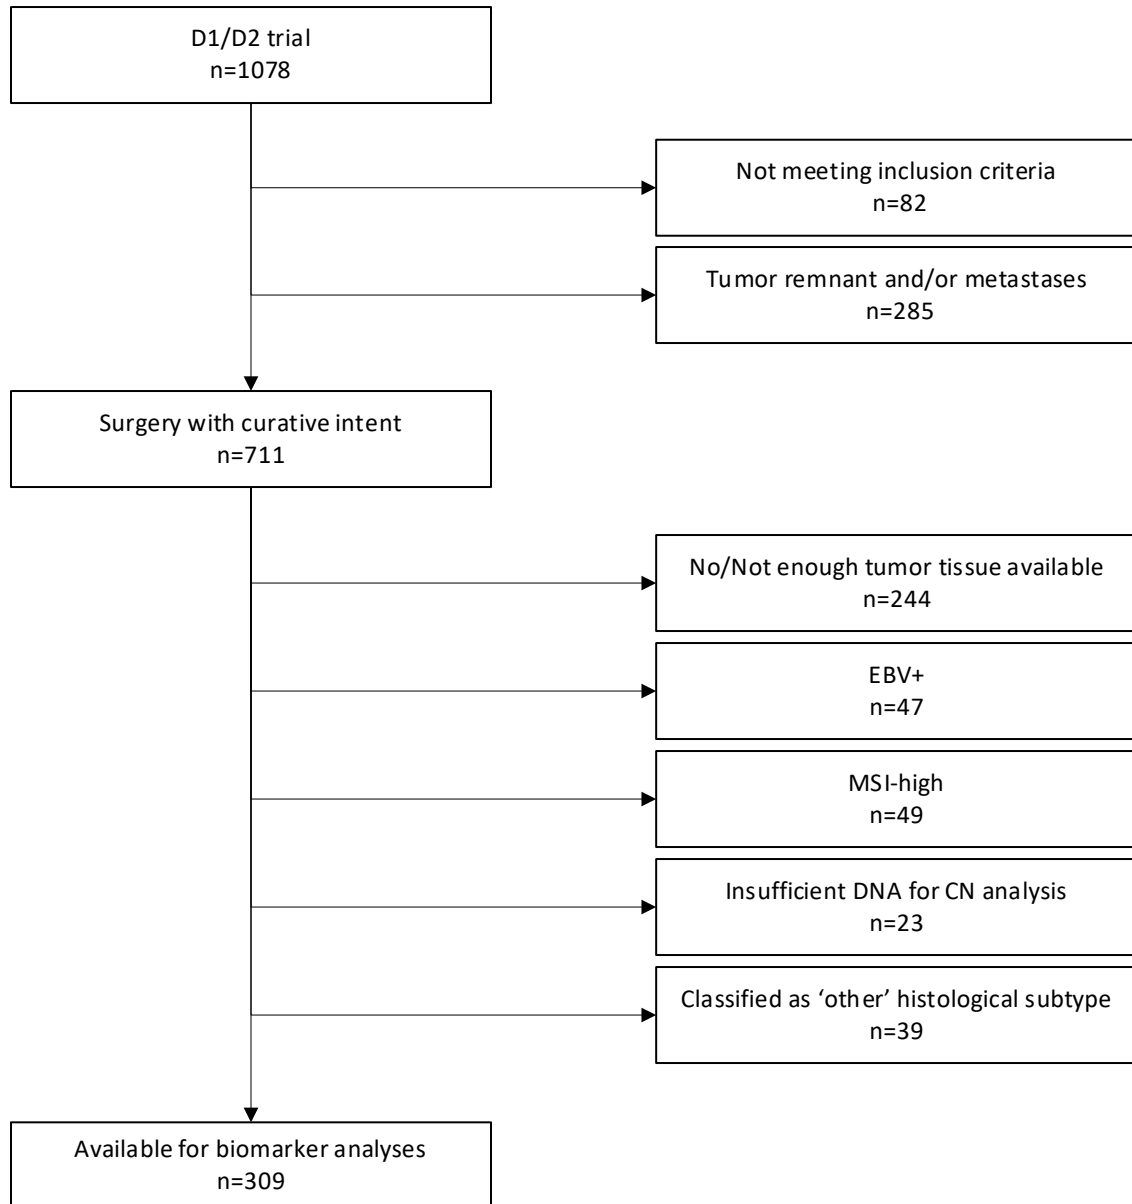 D1/D2 trial
n=1078
Not meeting inclusion criteria
n=82
Tumor remnant and/or metastases
n=285
Surgery with curative intent
n=711
No/Not enough tumor tissue available
n=244
EBV+
n=47
MSI-high
n=49
Insufficient DNA for CN analysis
n=23
Classified as ‘other’ histological subtype
n=39
Available for biomarker analyses
n=309